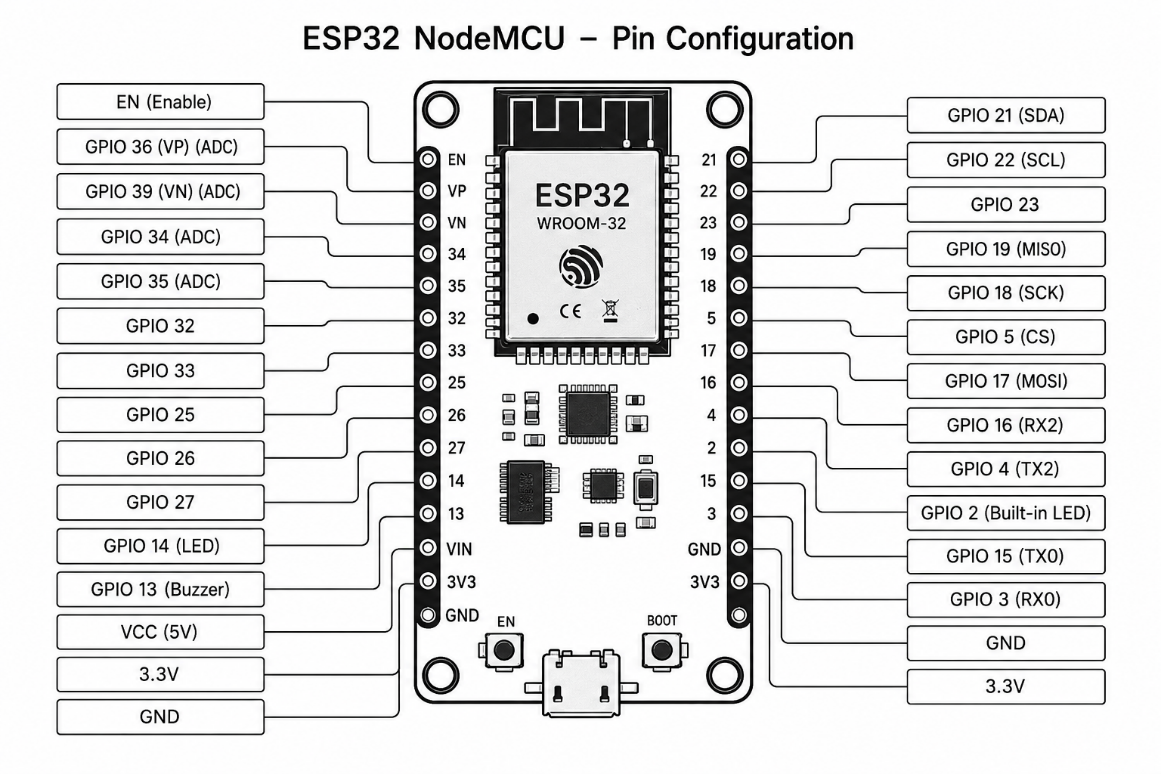 ESP32 NodeMCU – Pin Configuration
EN (Enable)
GPIO 36 (VP) (ADC)
GPIO 39 (VN) (ADC)
GPIO 34 (ADC)
GPIO 35 (ADC)
GPIO 32
GPIO 33
GPIO 25
GPIO 26
GPIO 27
GPIO 14 (LED)
GPIO 13 (Buzzer)
VCC (5V)
3.3V
GND
EN
VP
VN
34
35
32
33
25
26
27
14
13
VIN
3V3
GND
ESP32
WROOM-32
CE
EN
BOOT
21
22
23
19
18
5
17
16
4
2
15
3
GND
3V3
GPIO 21 (SDA)
GPIO 22 (SCL)
GPIO 23
GPIO 19 (MISO)
GPIO 18 (SCK)
GPIO 5 (CS)
GPIO 17 (MOSI)
GPIO 16 (RX2)
GPIO 4 (TX2)
GPIO 2 (Built-in LED)
GPIO 15 (TX0)
GPIO 3 (RX0)
GND
3.3V